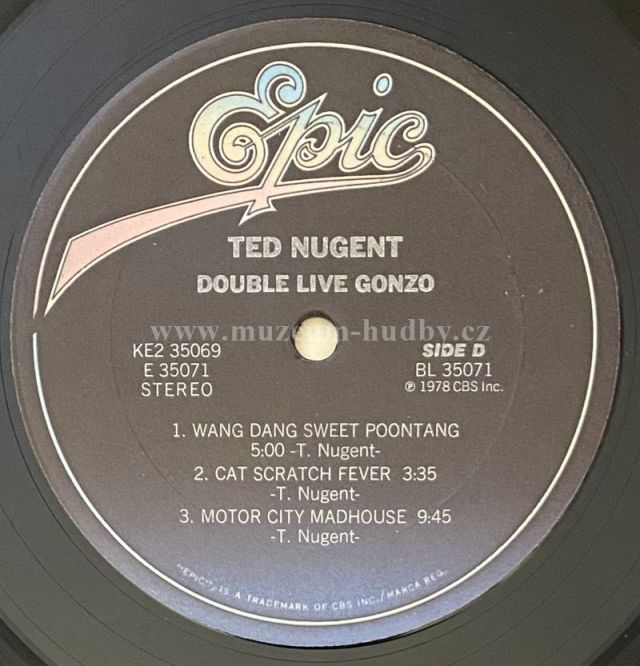 Epic
TED NUGENT
DOUBLE LIVE GONZO
www.muzeum-hudby.cz
KE2 35069
E 35071
STEREO
SIDE D
BL 35071
℗ 1978 CBS Inc.
1. WANG DANG SWEET POONTANG
5:00 -T. Nugent-
2. CAT SCRATCH FEVER 3:35
-T. Nugent-
3. MOTOR CITY MADHOUSE 9:45
-T. Nugent-
"EPIC", IS A TRADEMARK OF CBS INC./MARCA REG.